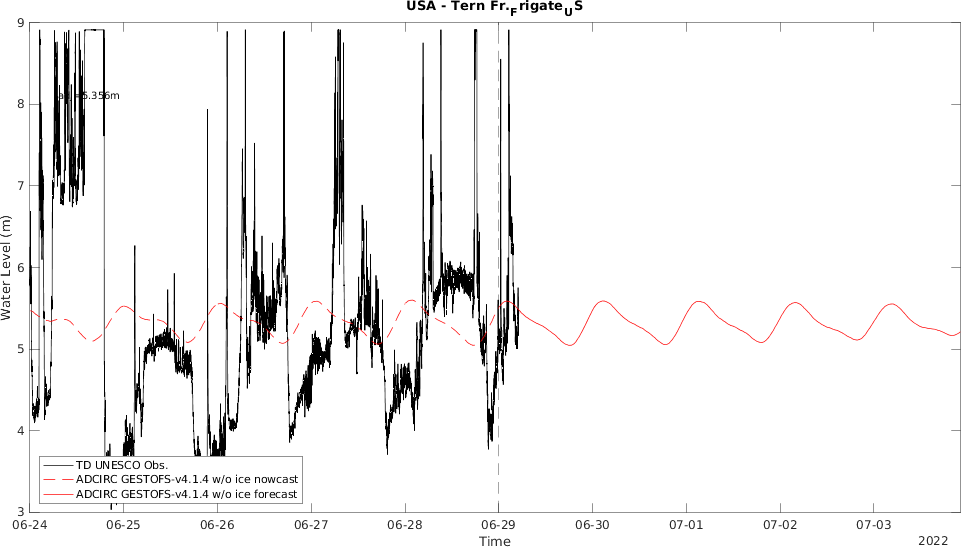 USA - Tern Fr.FrigateUS
9
8
7
6
5
4
3
Water Level (m)
=5.356m
TD UNESCO Obs.
ADCIRC GESTOFS-v4.1.4 w/o ice nowcast
ADCIRC GESTOFS-v4.1.4 w/o ice forecast
06-24 06-25 06-26 06-27 06-28 06-29 06-30 07-01 07-02 07-03
Time
2022